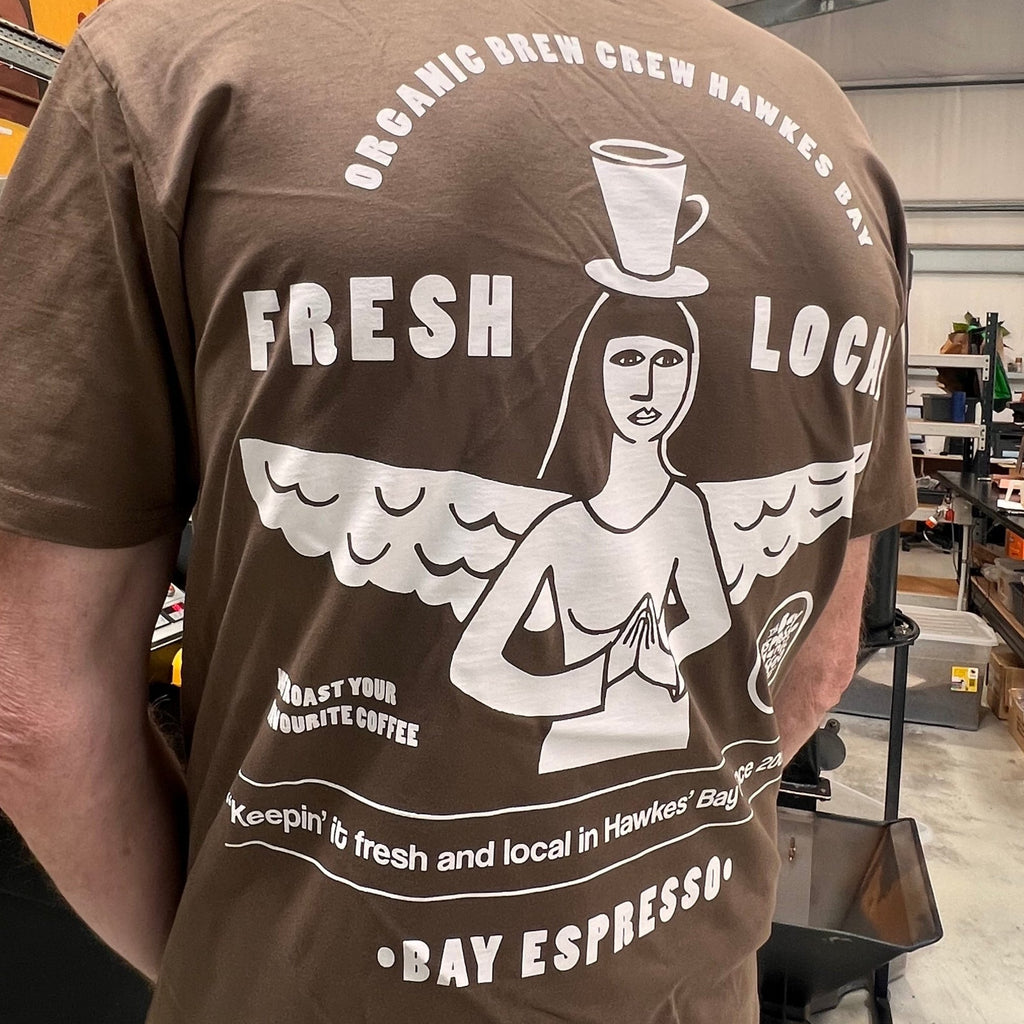 ORGANIC BREW CREW HAWKES BAY
FRESH LOCAL
ROAST YOUR
COFFEE
"Keepin' it fresh and local in Hawkes' Bay
BAY ESPRESSO